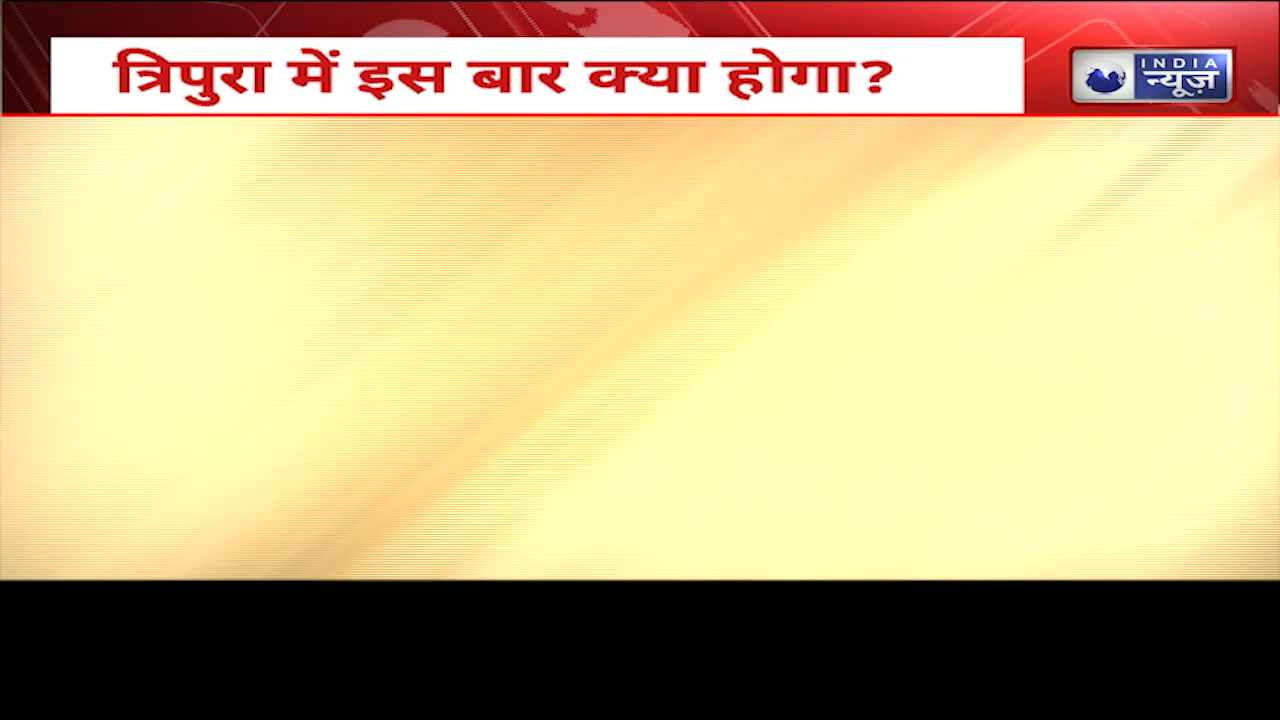 त्रिपुरा में इस बार क्या होगा?
INDIA
न्यूज़